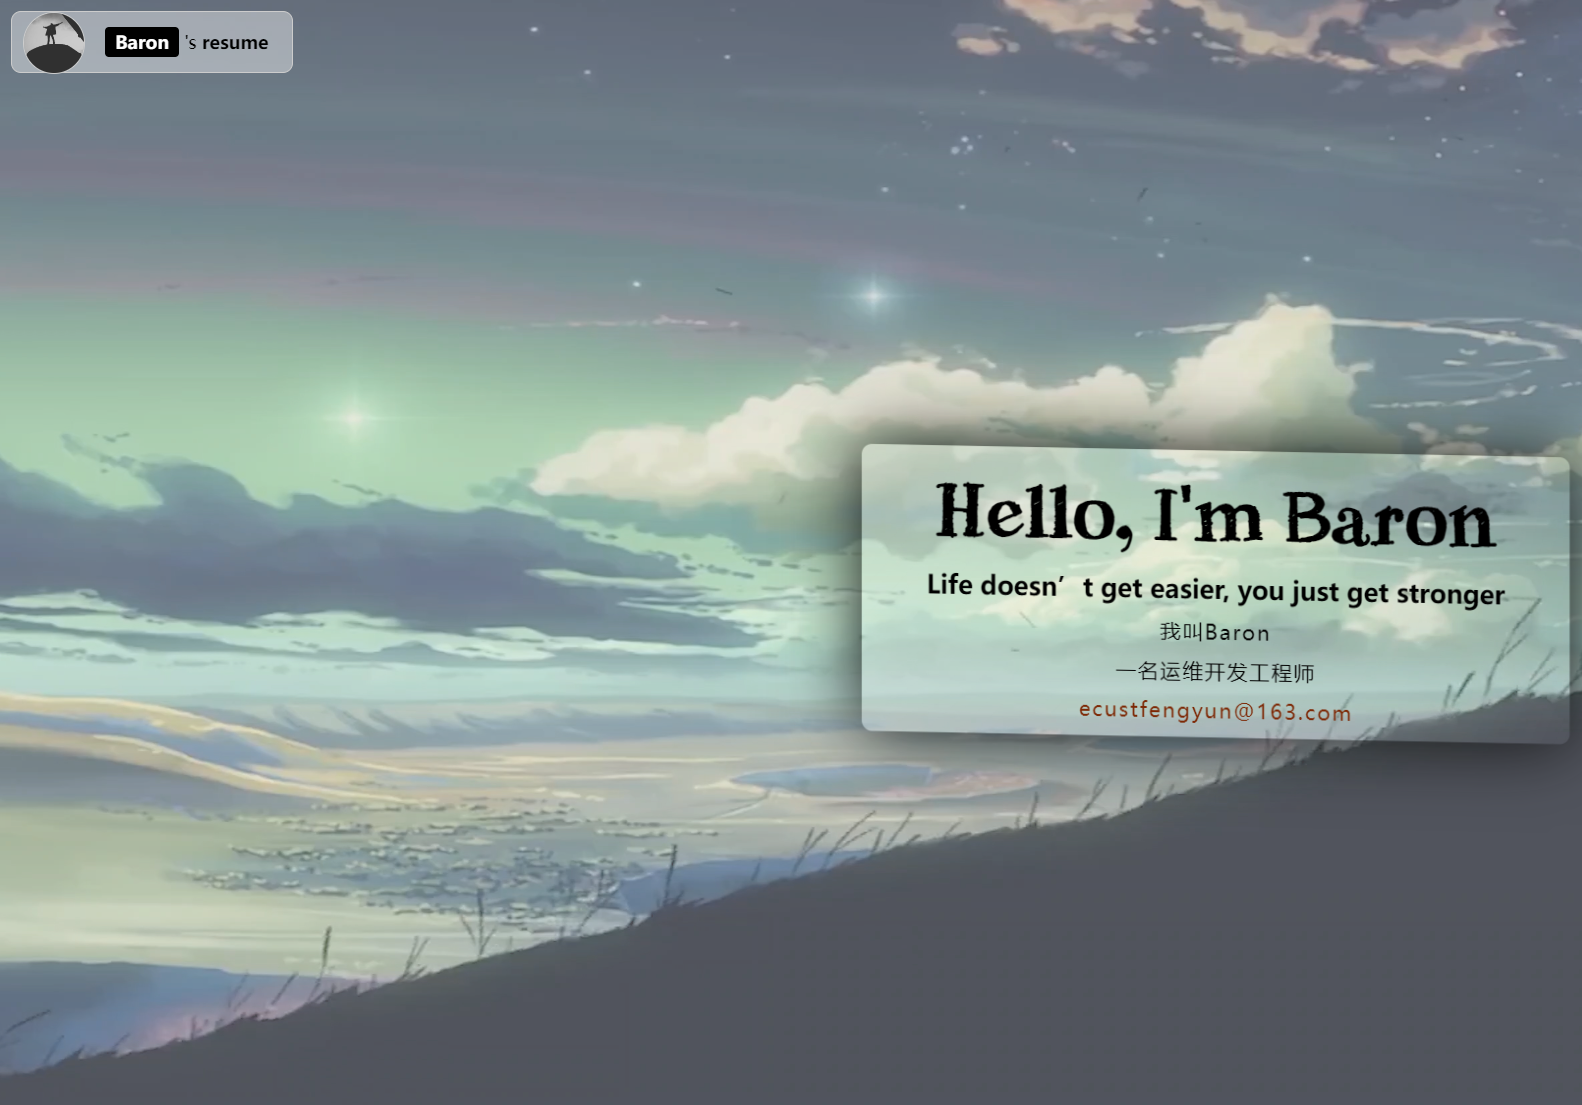 Baron 's resume
Hello, I'm Baron
Life doesn’t get easier, you just get stronger
我叫Baron
一名运维开发工程师
ecustfengyun@163.com